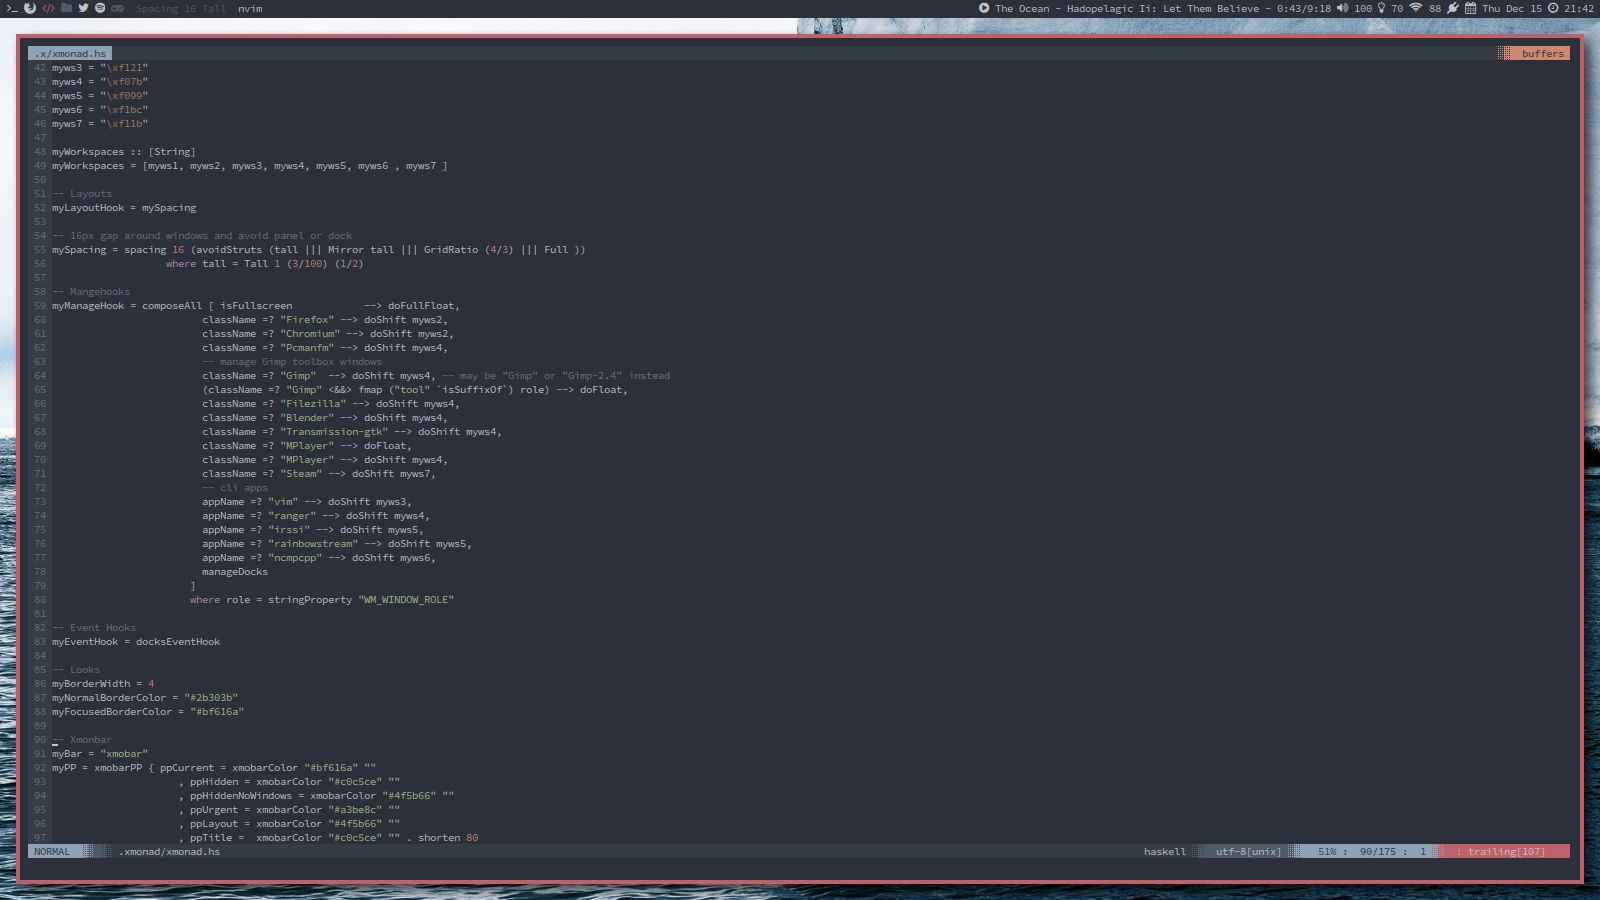 >_ </> Spacing 16 Tall nvim The Ocean - Hadopelagic Ii: Let Them Believe - 0:43/9:18 100 70 88 Thu Dec 15 21:42
.x/xmonad.hs buffers
42 myws3 = "\xf121"
43 myws4 = "\xf07b"
44 myws5 = "\xf099"
45 myws6 = "\xf1bc"
46 myws7 = "\xf11b"
47
48 myWorkspaces :: [String]
49 myWorkspaces = [myws1, myws2, myws3, myws4, myws5, myws6 , myws7 ]
50
51 -- Layouts
52 myLayoutHook = mySpacing
53
54 -- 16px gap around windows and avoid panel or dock
55 mySpacing = spacing 16 (avoidStruts (tall ||| Mirror tall ||| GridRatio (4/3) ||| Full ))
56 where tall = Tall 1 (3/100) (1/2)
57
58 -- Mangehooks
59 myManageHook = composeAll [ isFullscreen --> doFullFloat,
60 className =? "Firefox" --> doShift myws2,
61 className =? "Chromium" --> doShift myws2,
62 className =? "Pcmanfm" --> doShift myws4,
63 -- manage Gimp toolbox windows
64 className =? "Gimp" --> doShift myws4, -- may be "Gimp" or "Gimp-2.4" instead
65 (className =? "Gimp" <&&> fmap ("tool" `isSuffixOf`) role) --> doFloat,
66 className =? "Filezilla" --> doShift myws4,
67 className =? "Blender" --> doShift myws4,
68 className =? "Transmission-gtk" --> doShift myws4,
69 className =? "MPlayer" --> doFloat,
70 className =? "MPlayer" --> doShift myws4,
71 className =? "Steam" --> doShift myws7,
72 -- cli apps
73 appName =? "vim" --> doShift myws3,
74 appName =? "ranger" --> doShift myws4,
75 appName =? "irssi" --> doShift myws5,
76 appName =? "rainbowstream" --> doShift myws5,
77 appName =? "ncmpcpp" --> doShift myws6,
78 manageDocks
79 ]
80 where role = stringProperty "WM_WINDOW_ROLE"
81
82 -- Event Hooks
83 myEventHook = docksEventHook
84
85 -- Looks
86 myBorderWidth = 4
87 myNormalBorderColor = "#2b303b"
88 myFocusedBorderColor = "#bf616a"
89
90 -- Xmonbar
91 myBar = "xmobar"
92 myPP = xmobarPP { ppCurrent = xmobarColor "#bf616a" ""
93 , ppHidden = xmobarColor "#c0c5ce" ""
94 , ppHiddenNoWindows = xmobarColor "#4f5b66" ""
95 , ppUrgent = xmobarColor "#a3be8c" ""
96 , ppLayout = xmobarColor "#4f5b66" ""
97 , ppTitle = xmobarColor "#c0c5ce" "" . shorten 80
NORMAL .xmonad/xmonad.hs haskell utf-8[unix] 51% : 90/175 : 1 ! trailing[107]